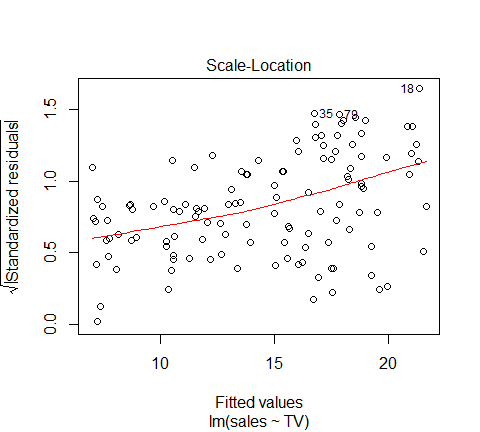 Scale-Location
√|Standardized residuals|
0.0 0.5 1.0 1.5
18
35 79
10 15 20
Fitted values
lm(sales ~ TV)